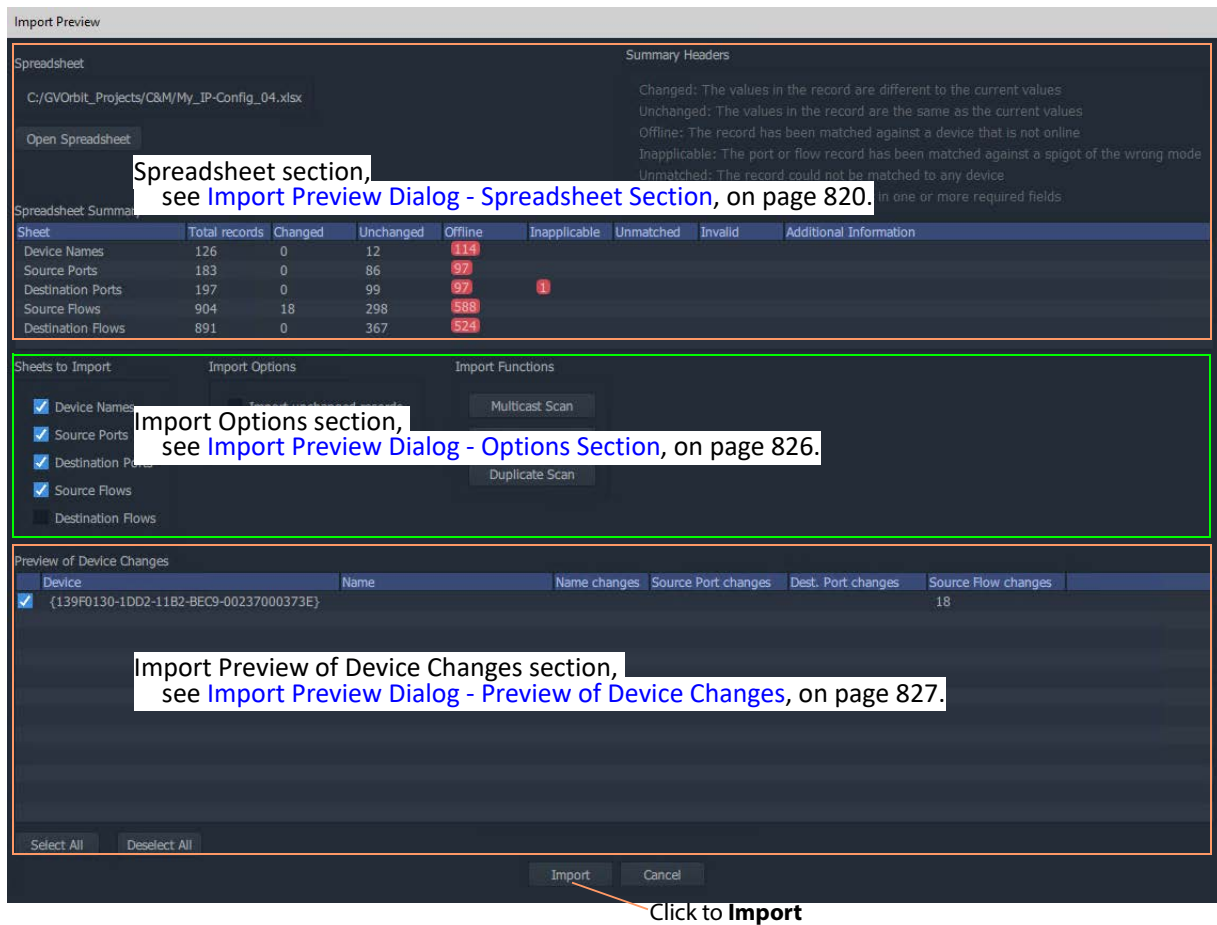 Import Preview
Spreadsheet
Summary Headers
C:/GVOrbit_Projects/C&M/My_IP-Config_04.xlsx
Changed: The values in the record are different to the current values
Unchanged: The values in the record are the same as the current values
Open Spreadsheet
Offline: The record has been matched against a device that is not online
Inapplicable: The port or flow record has been matched against a spigot of the wrong mode
Unmatched: The record could not be matched to any device
in one or more required fields
Spreadsheet section,
see Import Preview Dialog - Spreadsheet Section, on page 820.
Spreadsheet Summary
Sheet Total records Changed Unchanged Offline Inapplicable Unmatched Invalid Additional Information
Device Names 126 0 12 114
Source Ports 183 0 86 97
Destination Ports 197 0 99 97 1
Source Flows 904 18 298 588
Destination Flows 891 0 367 524
Sheets to Import Import Options Import Functions
Device Names Import unchanged records Multicast Scan
Import Options section,
see Import Preview Dialog - Options Section, on page 826.
Source Ports
Destination Ports
Duplicate Scan
Source Flows
Destination Flows
Preview of Device Changes
Device Name Name changes Source Port changes Dest. Port changes Source Flow changes
{139F0130-1DD2-11B2-BEC9-00237000373E} 18
Import Preview of Device Changes section,
see Import Preview Dialog - Preview of Device Changes, on page 827.
Select All Deselect All
Import Cancel
Click to Import